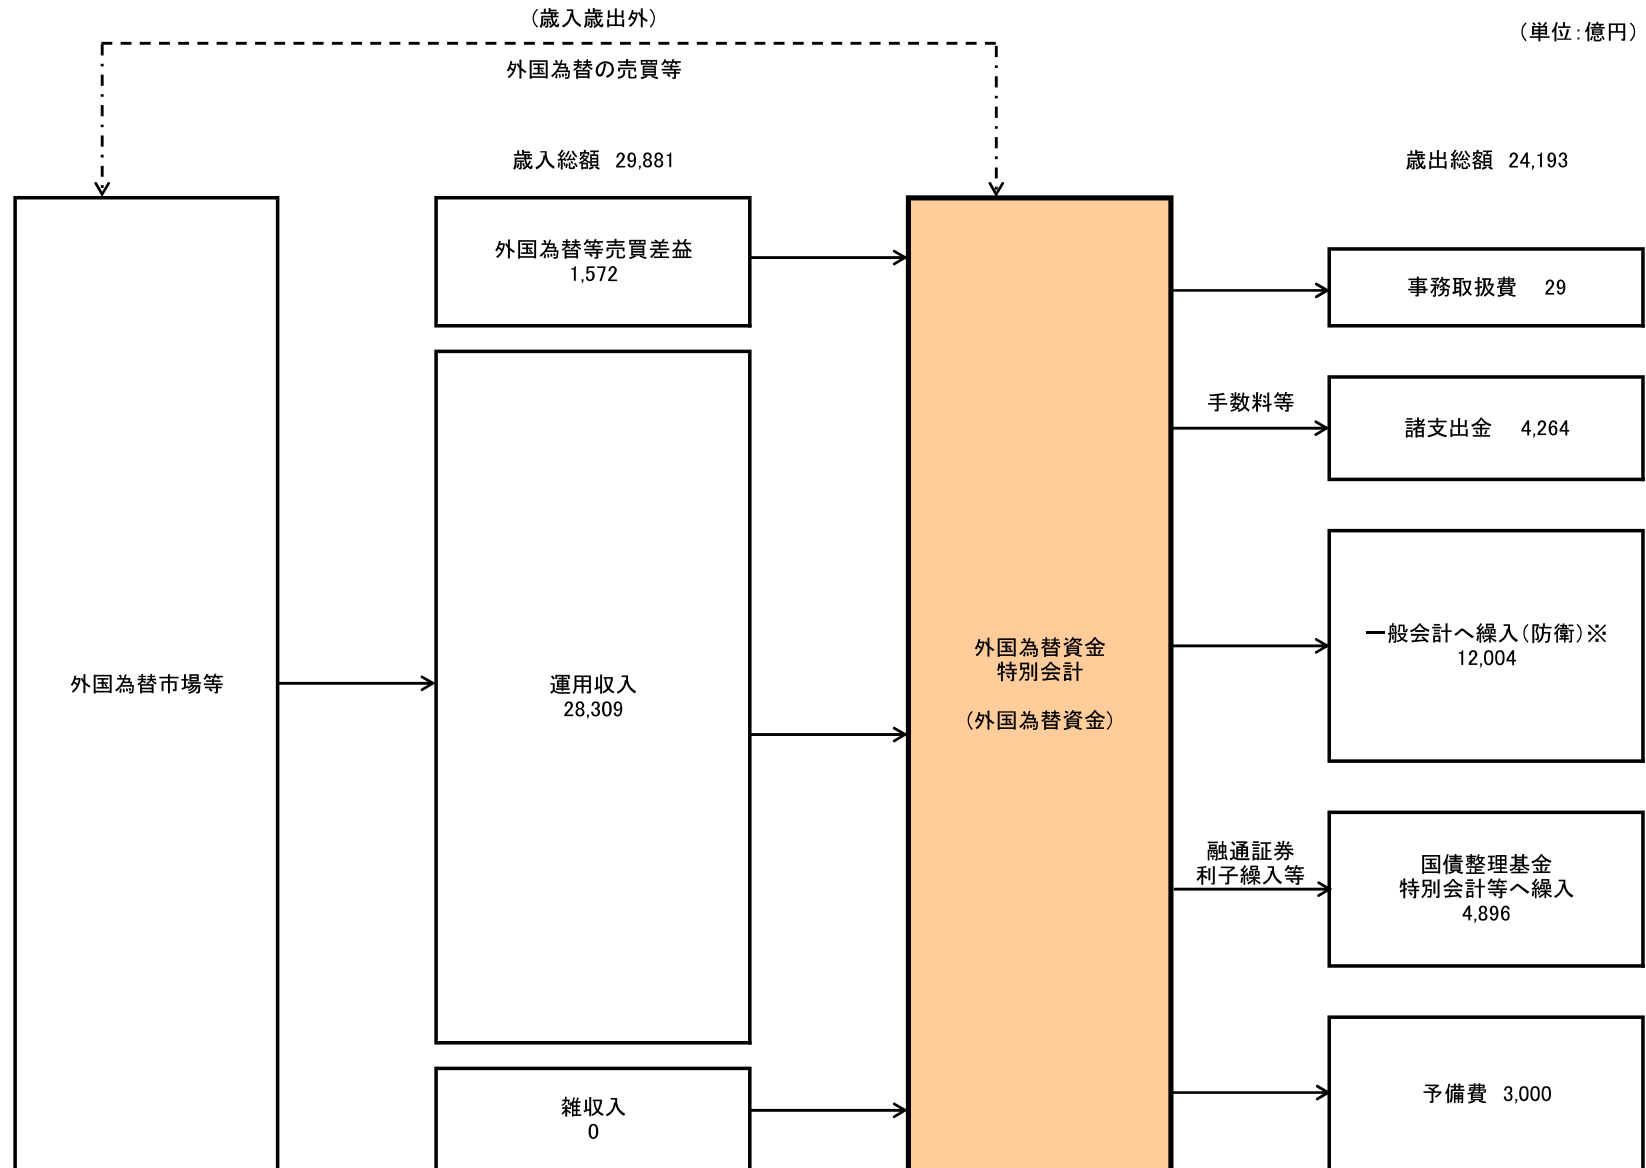 （歳入歳出外）
（単位：億円）
外国為替の売買等
歳入総額 29,881
歳出総額 24,193
外国為替市場等
外国為替等売買差益
1,572
運用収入
28,309
雑収入
0
外国為替資金
特別会計
（外国為替資金）
事務取扱費 29
手数料等
諸支出金 4,264
一般会計へ繰入（防衛）※
12,004
融通証券
利子繰入等
国債整理基金
特別会計等へ繰入
4,896
予備費 3,000